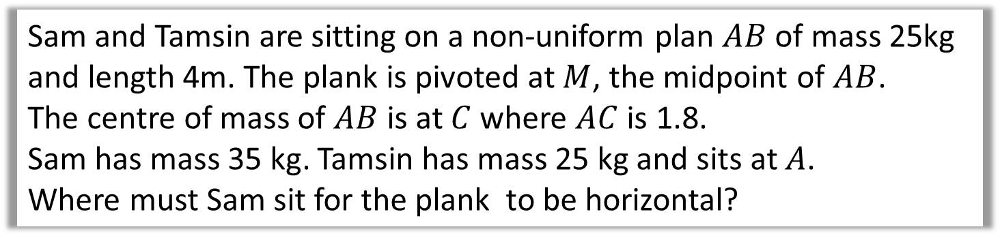 Sam and Tamsin are sitting on a non-uniform plan AB of mass 25kg
and length 4m. The plank is pivoted at M, the midpoint of AB.
The centre of mass of AB is at C where AC is 1.8.
Sam has mass 35 kg. Tamsin has mass 25 kg and sits at A.
Where must Sam sit for the plank  to be horizontal?